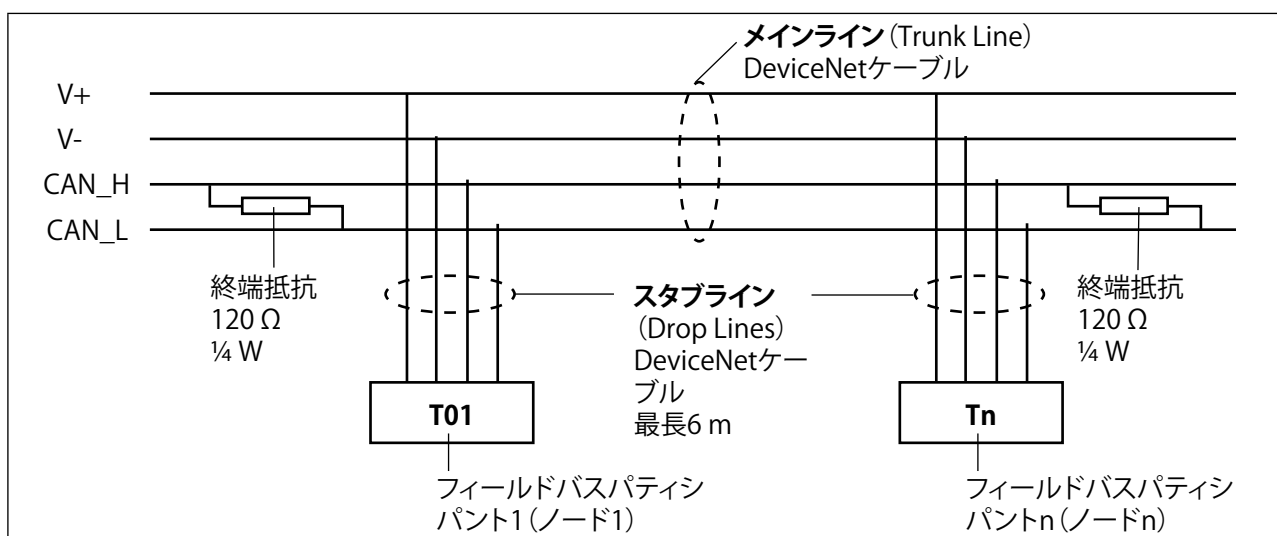 メインライン (Trunk Line)
DeviceNetケーブル
V+
V-
CAN_H
CAN_L
終端抵抗
120 Ω
¼ W
スタブライン
(Drop Lines)
DeviceNetケー
ブル
最長6 m
終端抵抗
120 Ω
¼ W
T01
Tn
フィールドバスパティシ
パント1 (ノード1)
フィールドバスパティシ
パントn (ノードn)